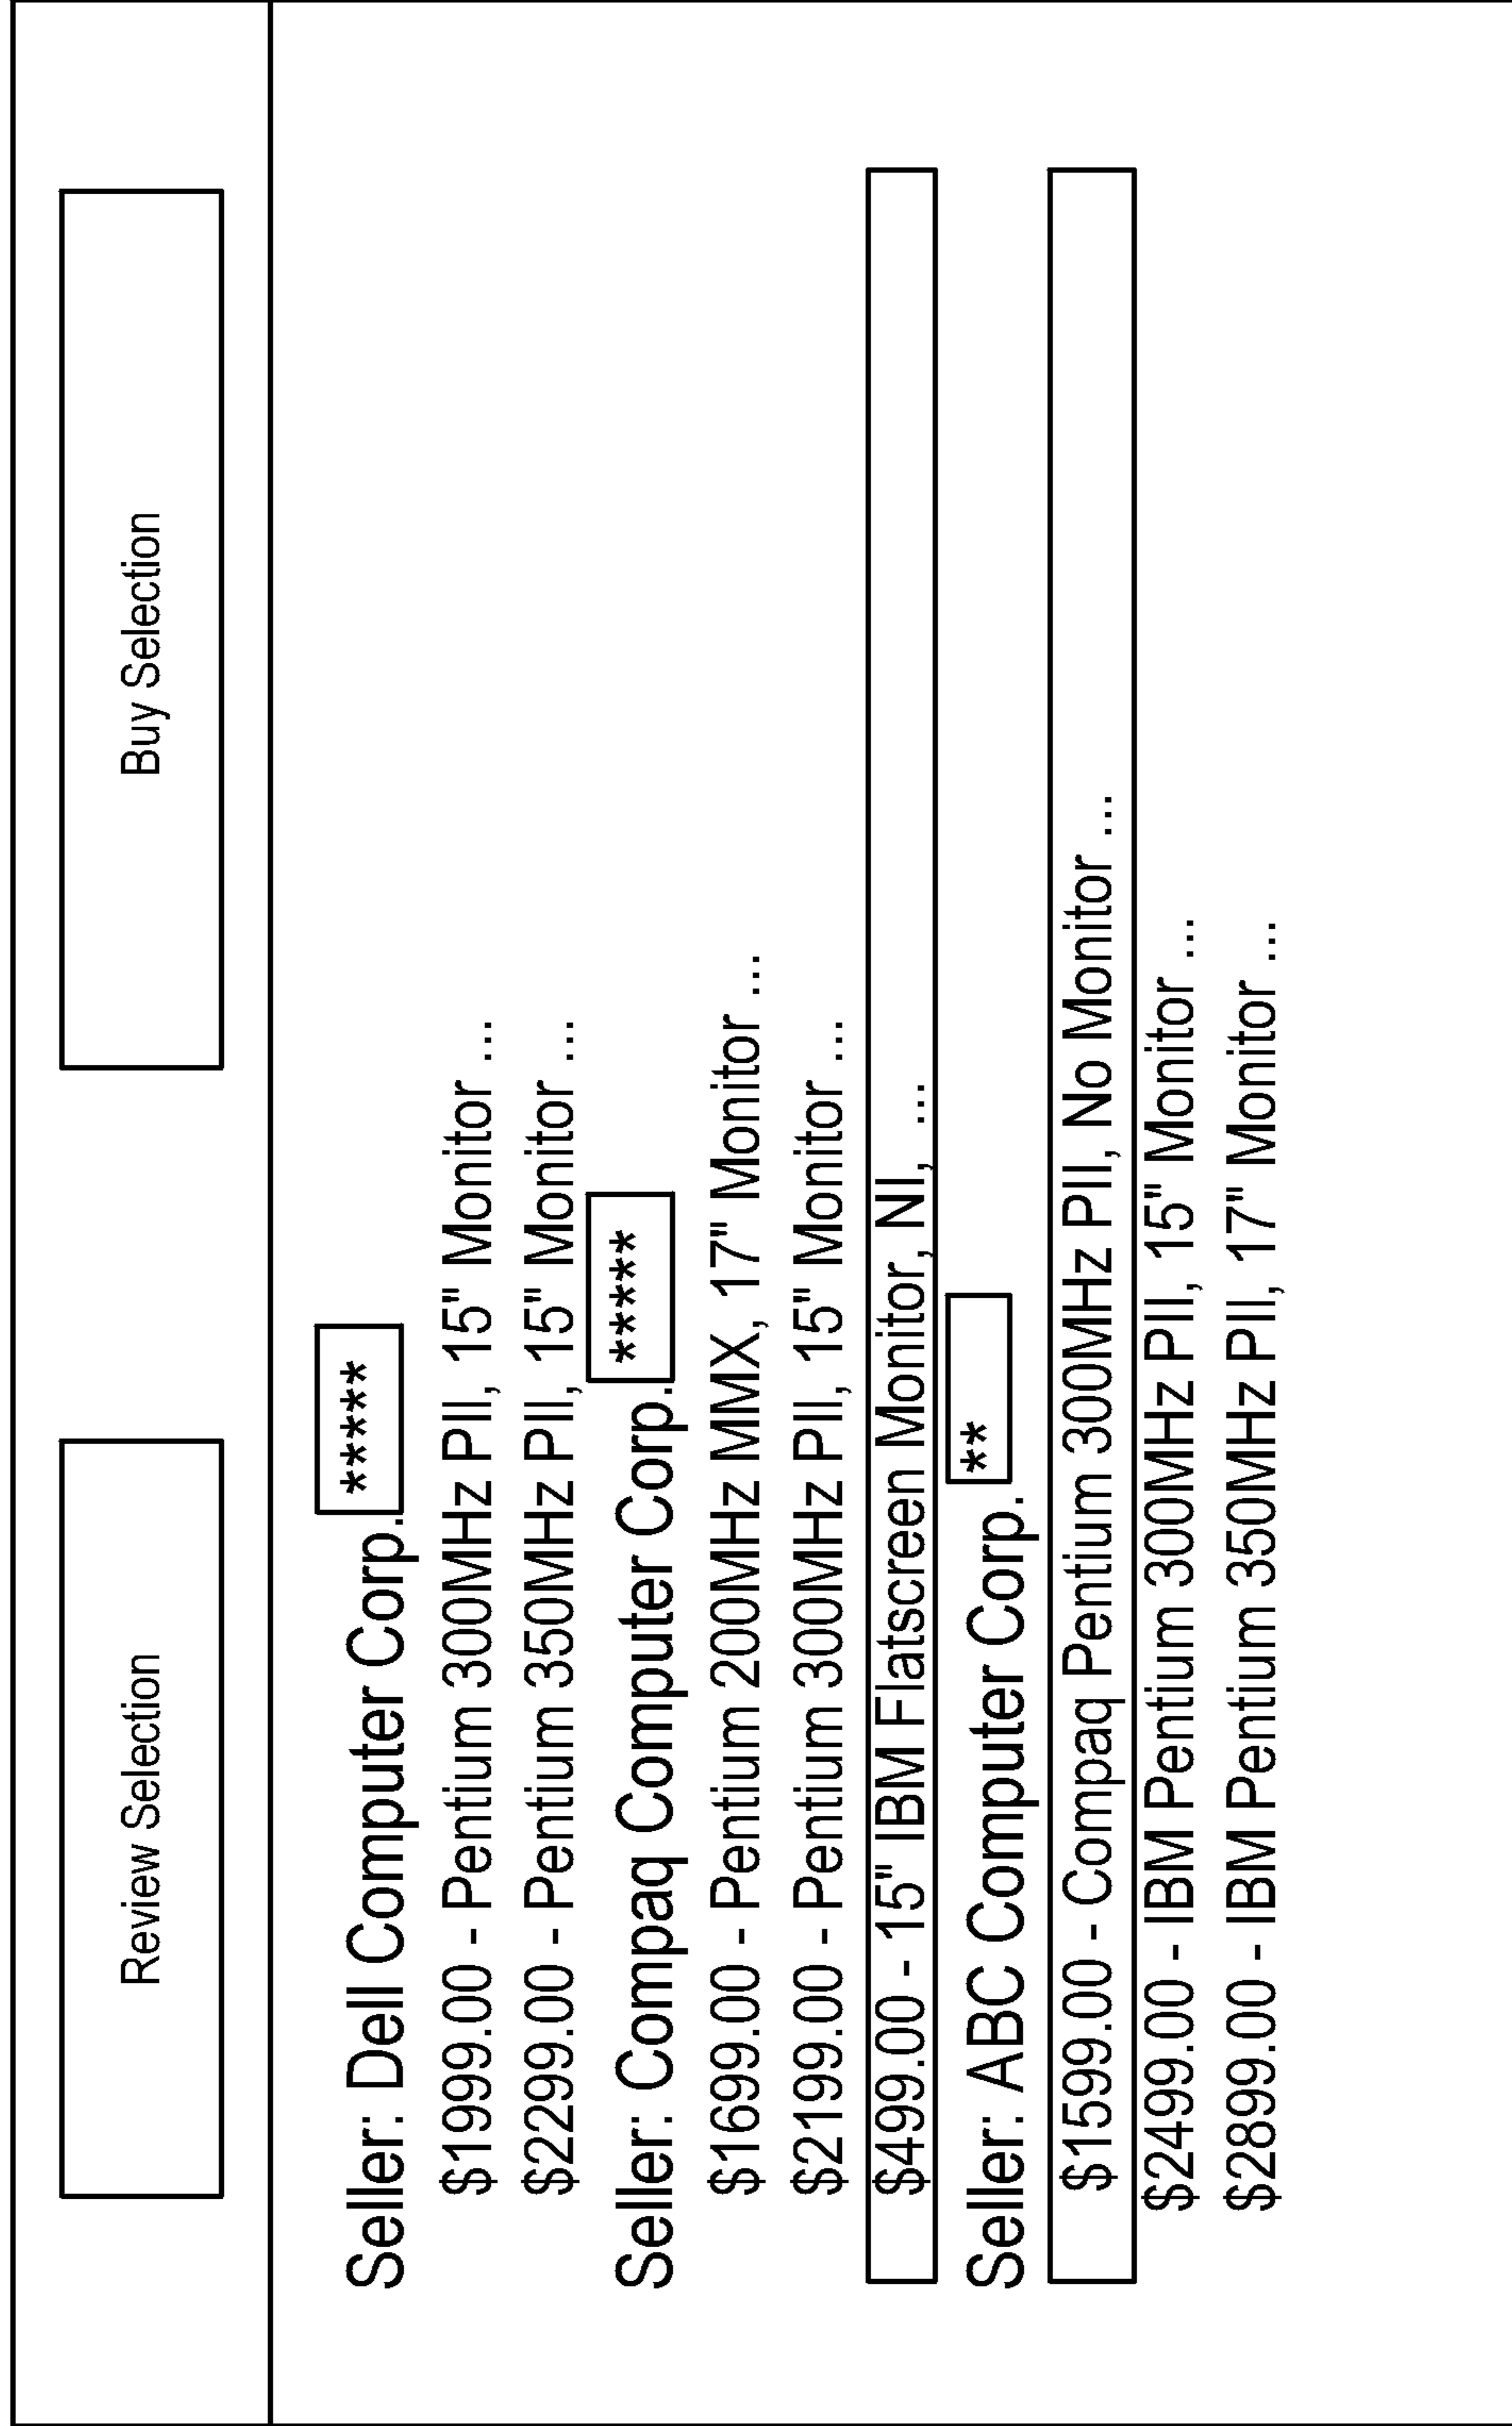 Review Selection Buy Selection
Seller: Dell Computer Corp. *****
$1999.00 - Pentium 300MHz PII, 15" Monitor ...
$2299.00 - Pentium 350MHz PII, 15" Monitor ...
Seller: Compaq Computer Corp. *****
$1699.00 - Pentium 200MHz MMX, 17" Monitor ...
$2199.00 - Pentium 300MHz PII, 15" Monitor ...
$499.00 - 15" IBM Flatscreen Monitor, NI, ...
Seller: ABC Computer Corp. **
$1599.00 - Compaq Pentium 300MHz PII, No Monitor ...
$2499.00 - IBM Pentium 300MHz PII, 15" Monitor ...
$2899.00 - IBM Pentium 350MHz PII, 17" Monitor ...